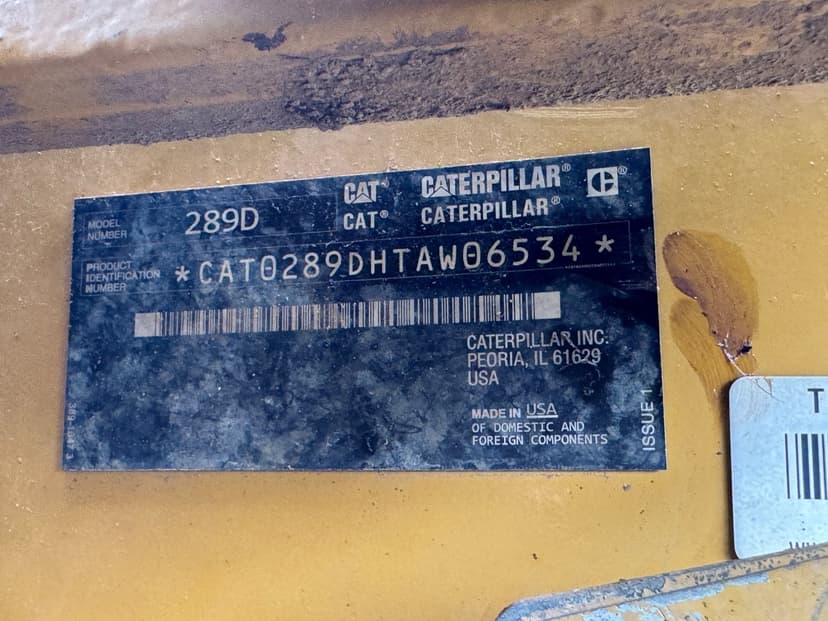 CAT® CATERPILLAR® C®
MODEL NUMBER 289D CAT® CATERPILLAR®
PRODUCT
IDENTIFICATION
NUMBER
*CAT0289DHTAW06534*
CATERPILLAR INC.
PEORIA, IL 61629
USA
MADE IN USA
OF DOMESTIC AND
FOREIGN COMPONENTS
ISSUE 1
T